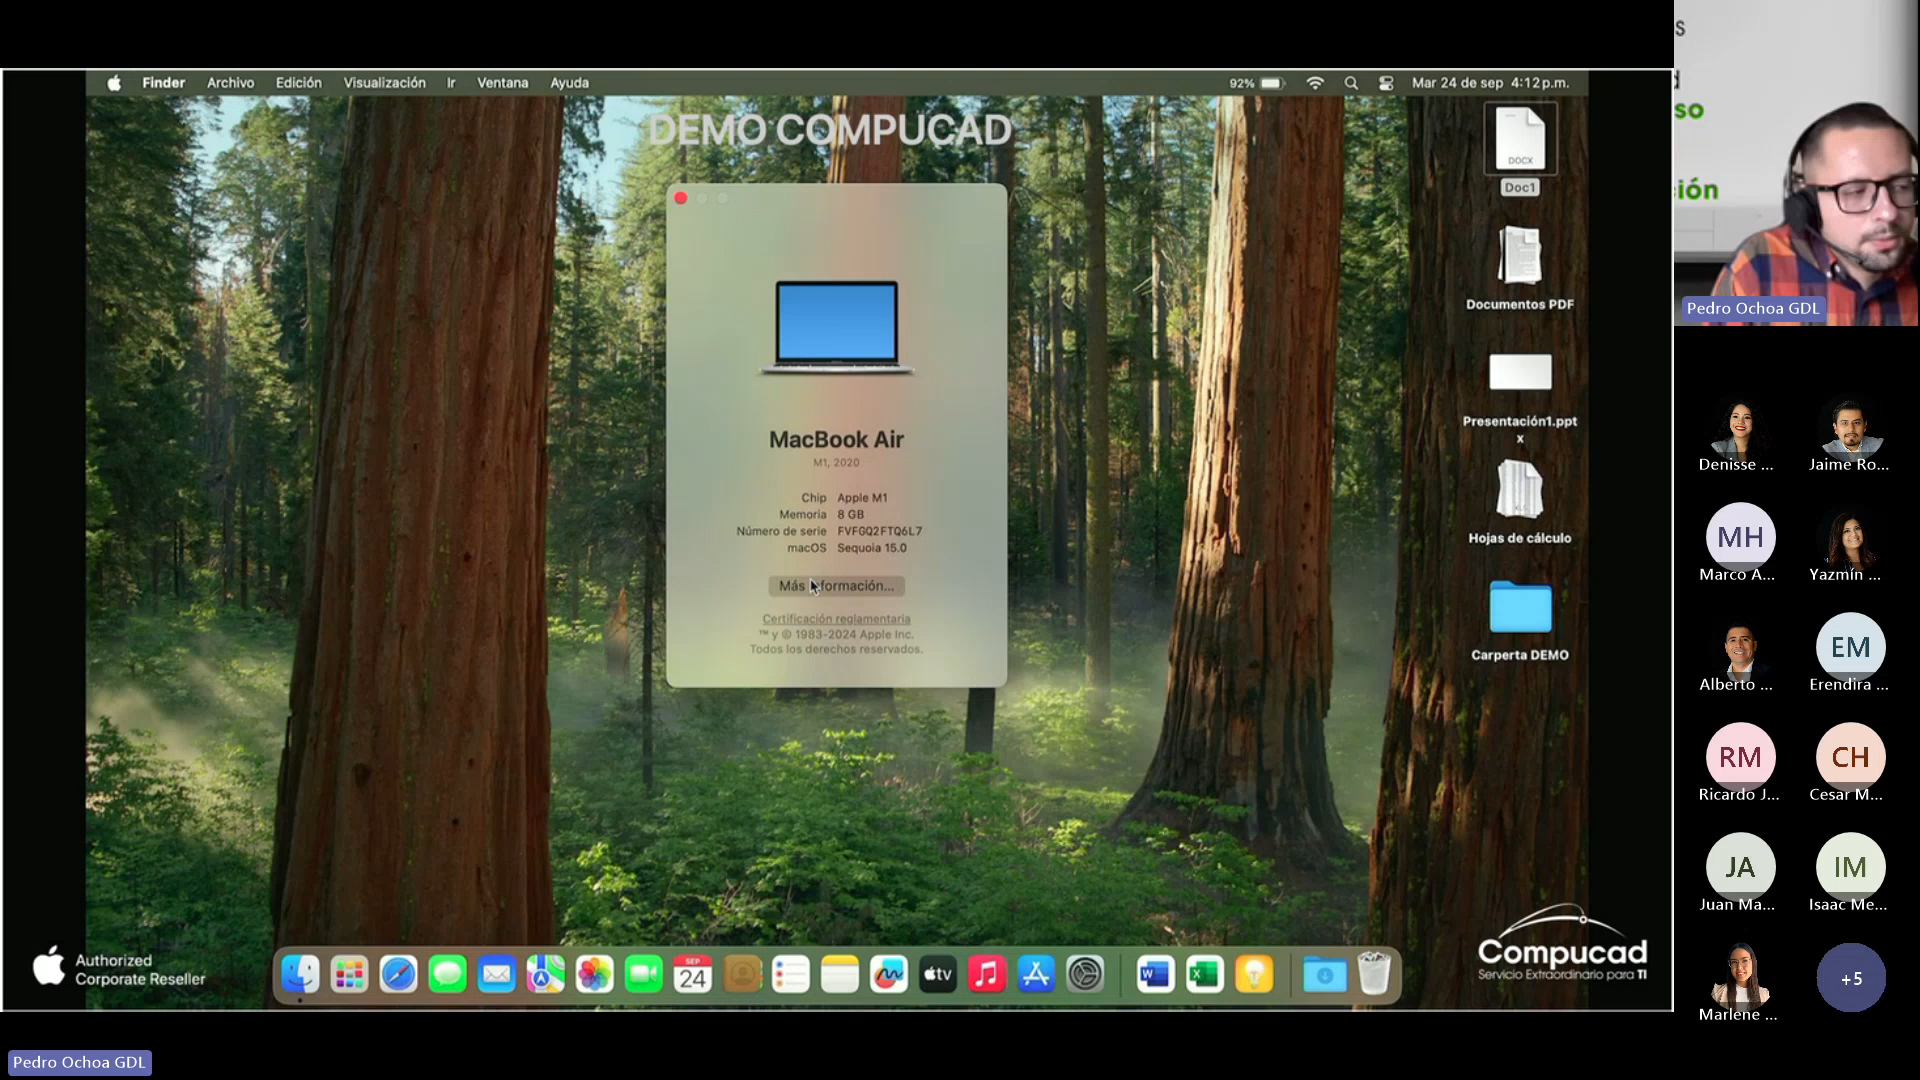 Finder Archivo Edición Visualización Ir Ventana Ayuda
92% Mar 24 de sep 4:12 p.m.
DEMO COMPUCAD
DOCX
Doc1
Documentos PDF
Presentación1.ppt
x
Hojas de cálculo
Carperta DEMO
MacBook Air
M1, 2020
Chip Apple M1
Memoria 8 GB
Número de serie FVFGQ2FTQ6L7
macOS Sequoia 15.0
Más información...
Certificación reglamentaria
™ y © 1983-2024 Apple Inc.
Todos los derechos reservados.
Authorized
Corporate Reseller
SEP
24
tv
W
X
Compucad
Servicio Extraordinario para TI
Pedro Ochoa GDL
s
so
ión
Pedro Ochoa GDL
Denisse ...
Jaime Ro...
MH
Marco A...
Yazmín ...
Alberto ...
EM
Erendira ...
RM
Ricardo J...
CH
Cesar M...
JA
Juan Ma...
IM
Isaac Me...
Marlene ...
+5